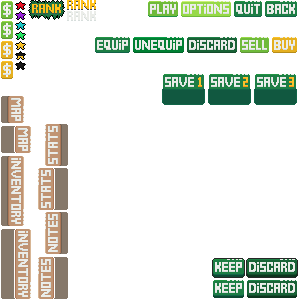 $ RANK RANK PLAY OPTIONS QUIT BACK
$ RANK
$ EQUIP UNEQUIP DISCARD SELL BUY
$
SAVE 1 SAVE 2 SAVE 3
MAP
MAP STATS
INVENTORY STATS
INVENTORY NOTES
NOTES
KEEP DISCARD
KEEP DISCARD